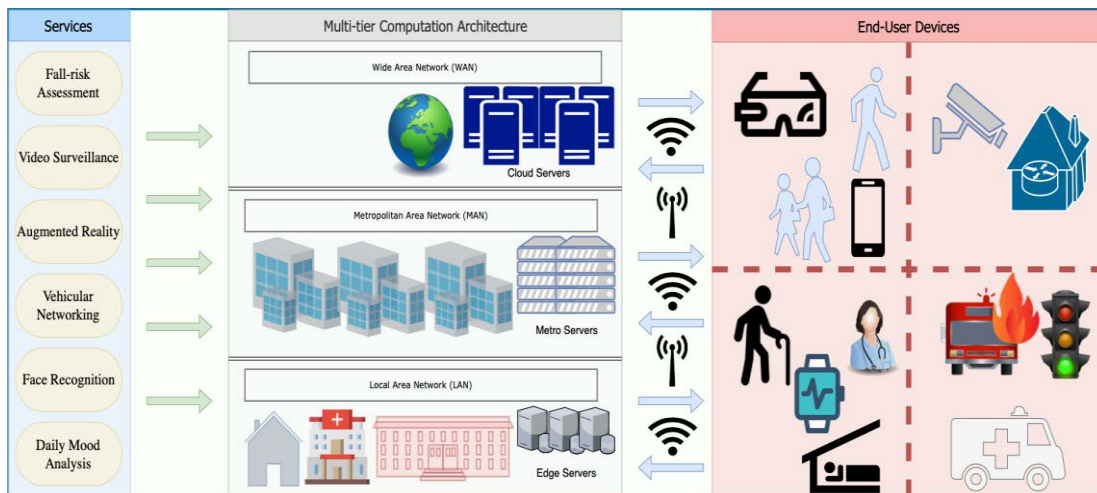 Services
Multi-tier Computation Architecture
End-User Devices
Fall-risk
Assessment
Video Surveillance
Augmented Reality
Vehicular
Networking
Face Recognition
Daily Mood
Analysis
Wide Area Network (WAN)
Cloud Servers
Metropolitan Area Network (MAN)
Metro Servers
Local Area Network (LAN)
Edge Servers